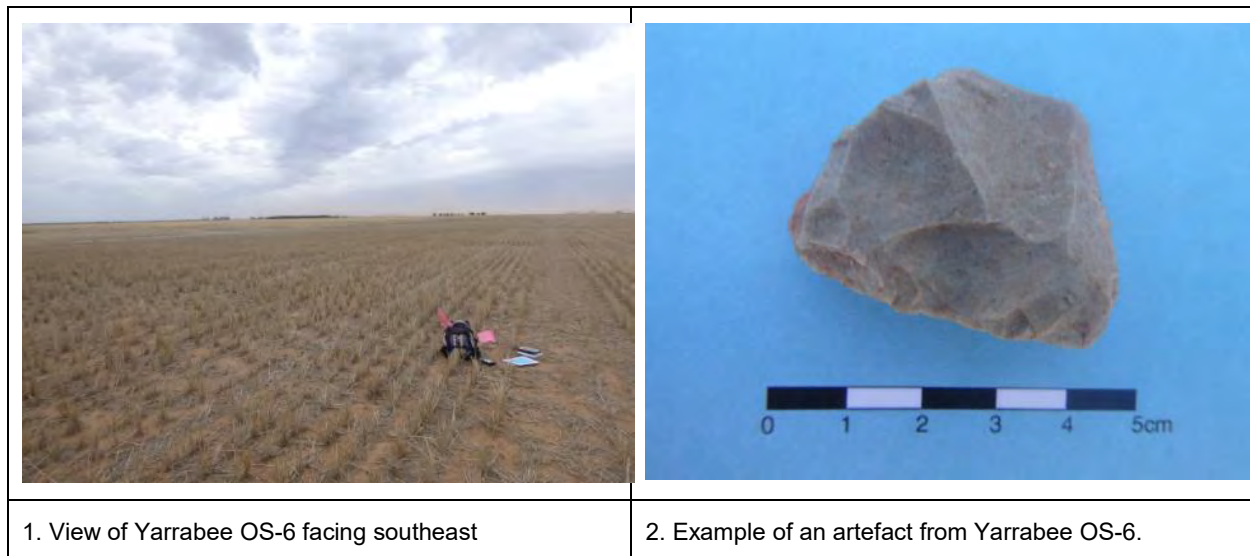 0 1 2 3 4 5cm
1. View of Yarrabee OS-6 facing southeast
2. Example of an artefact from Yarrabee OS-6.